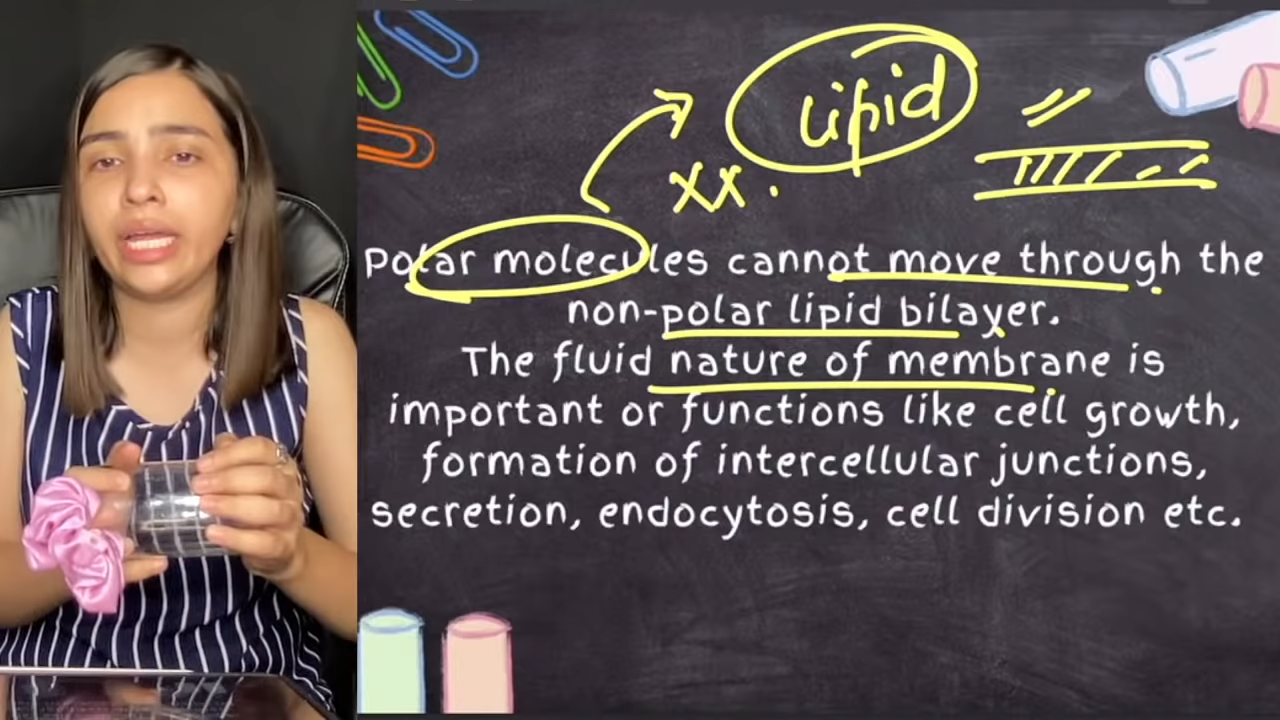 Lipid
xx.
Polar molecules cannot move through the
non-polar lipid bilayer.
The fluid nature of membrane is
important or functions like cell growth,
formation of intercellular junctions,
secretion, endocytosis, cell division etc.